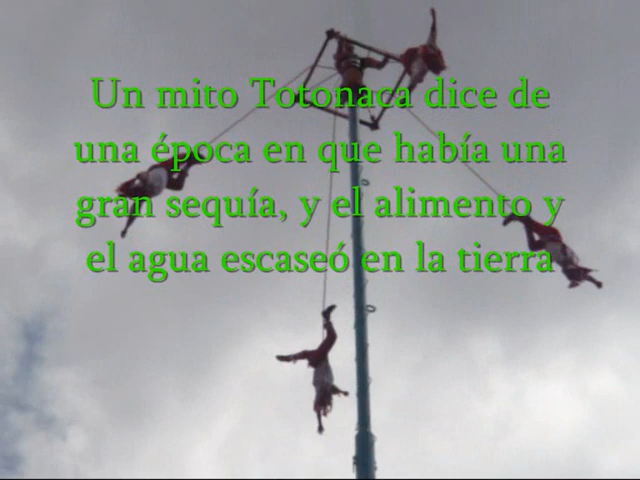 Un mito Totonaca dice de
una época en que había una
gran sequía, y el alimento y
el agua escaseó en la tierra